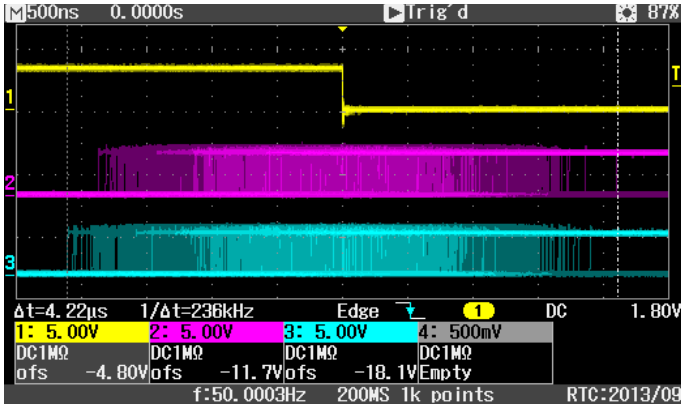 M 500ns 0.0000s Trig'd 87%
T
1
2
3
Δt=4.22μs 1/Δt=236kHz Edge 1 DC 1.80V
1: 5.00V 2: 5.00V 3: 5.00V 4: 500mV
DC1MΩ DC1MΩ DC1MΩ DC1MΩ
ofs -4.80V ofs -11.7V ofs -18.1V Empty
f:50.0003Hz 200MS 1k points RTC:2013/09